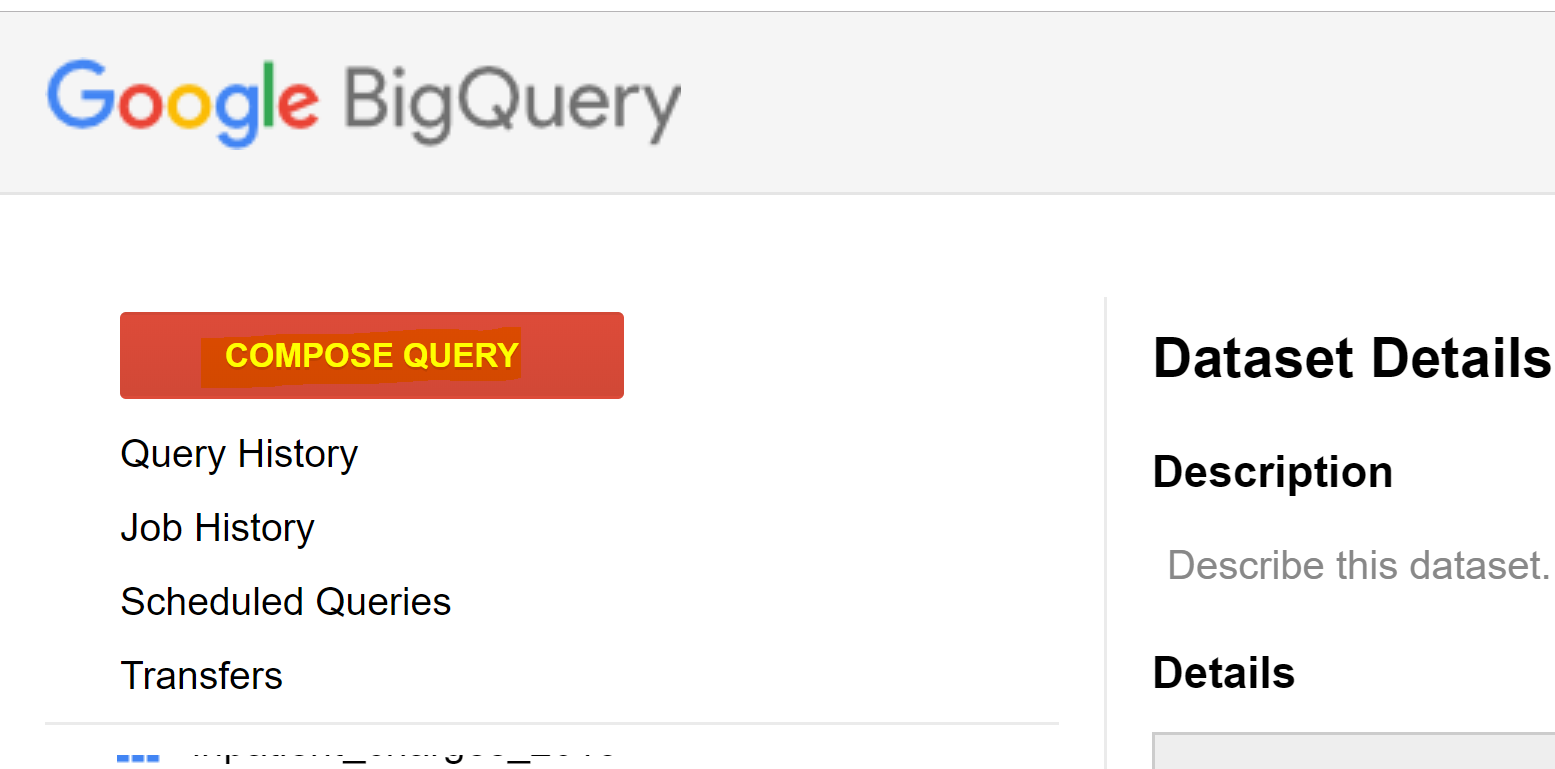 Google BigQuery
COMPOSE QUERY
Query History
Job History
Scheduled Queries
Transfers
Dataset Details
Description
Describe this dataset.
Details